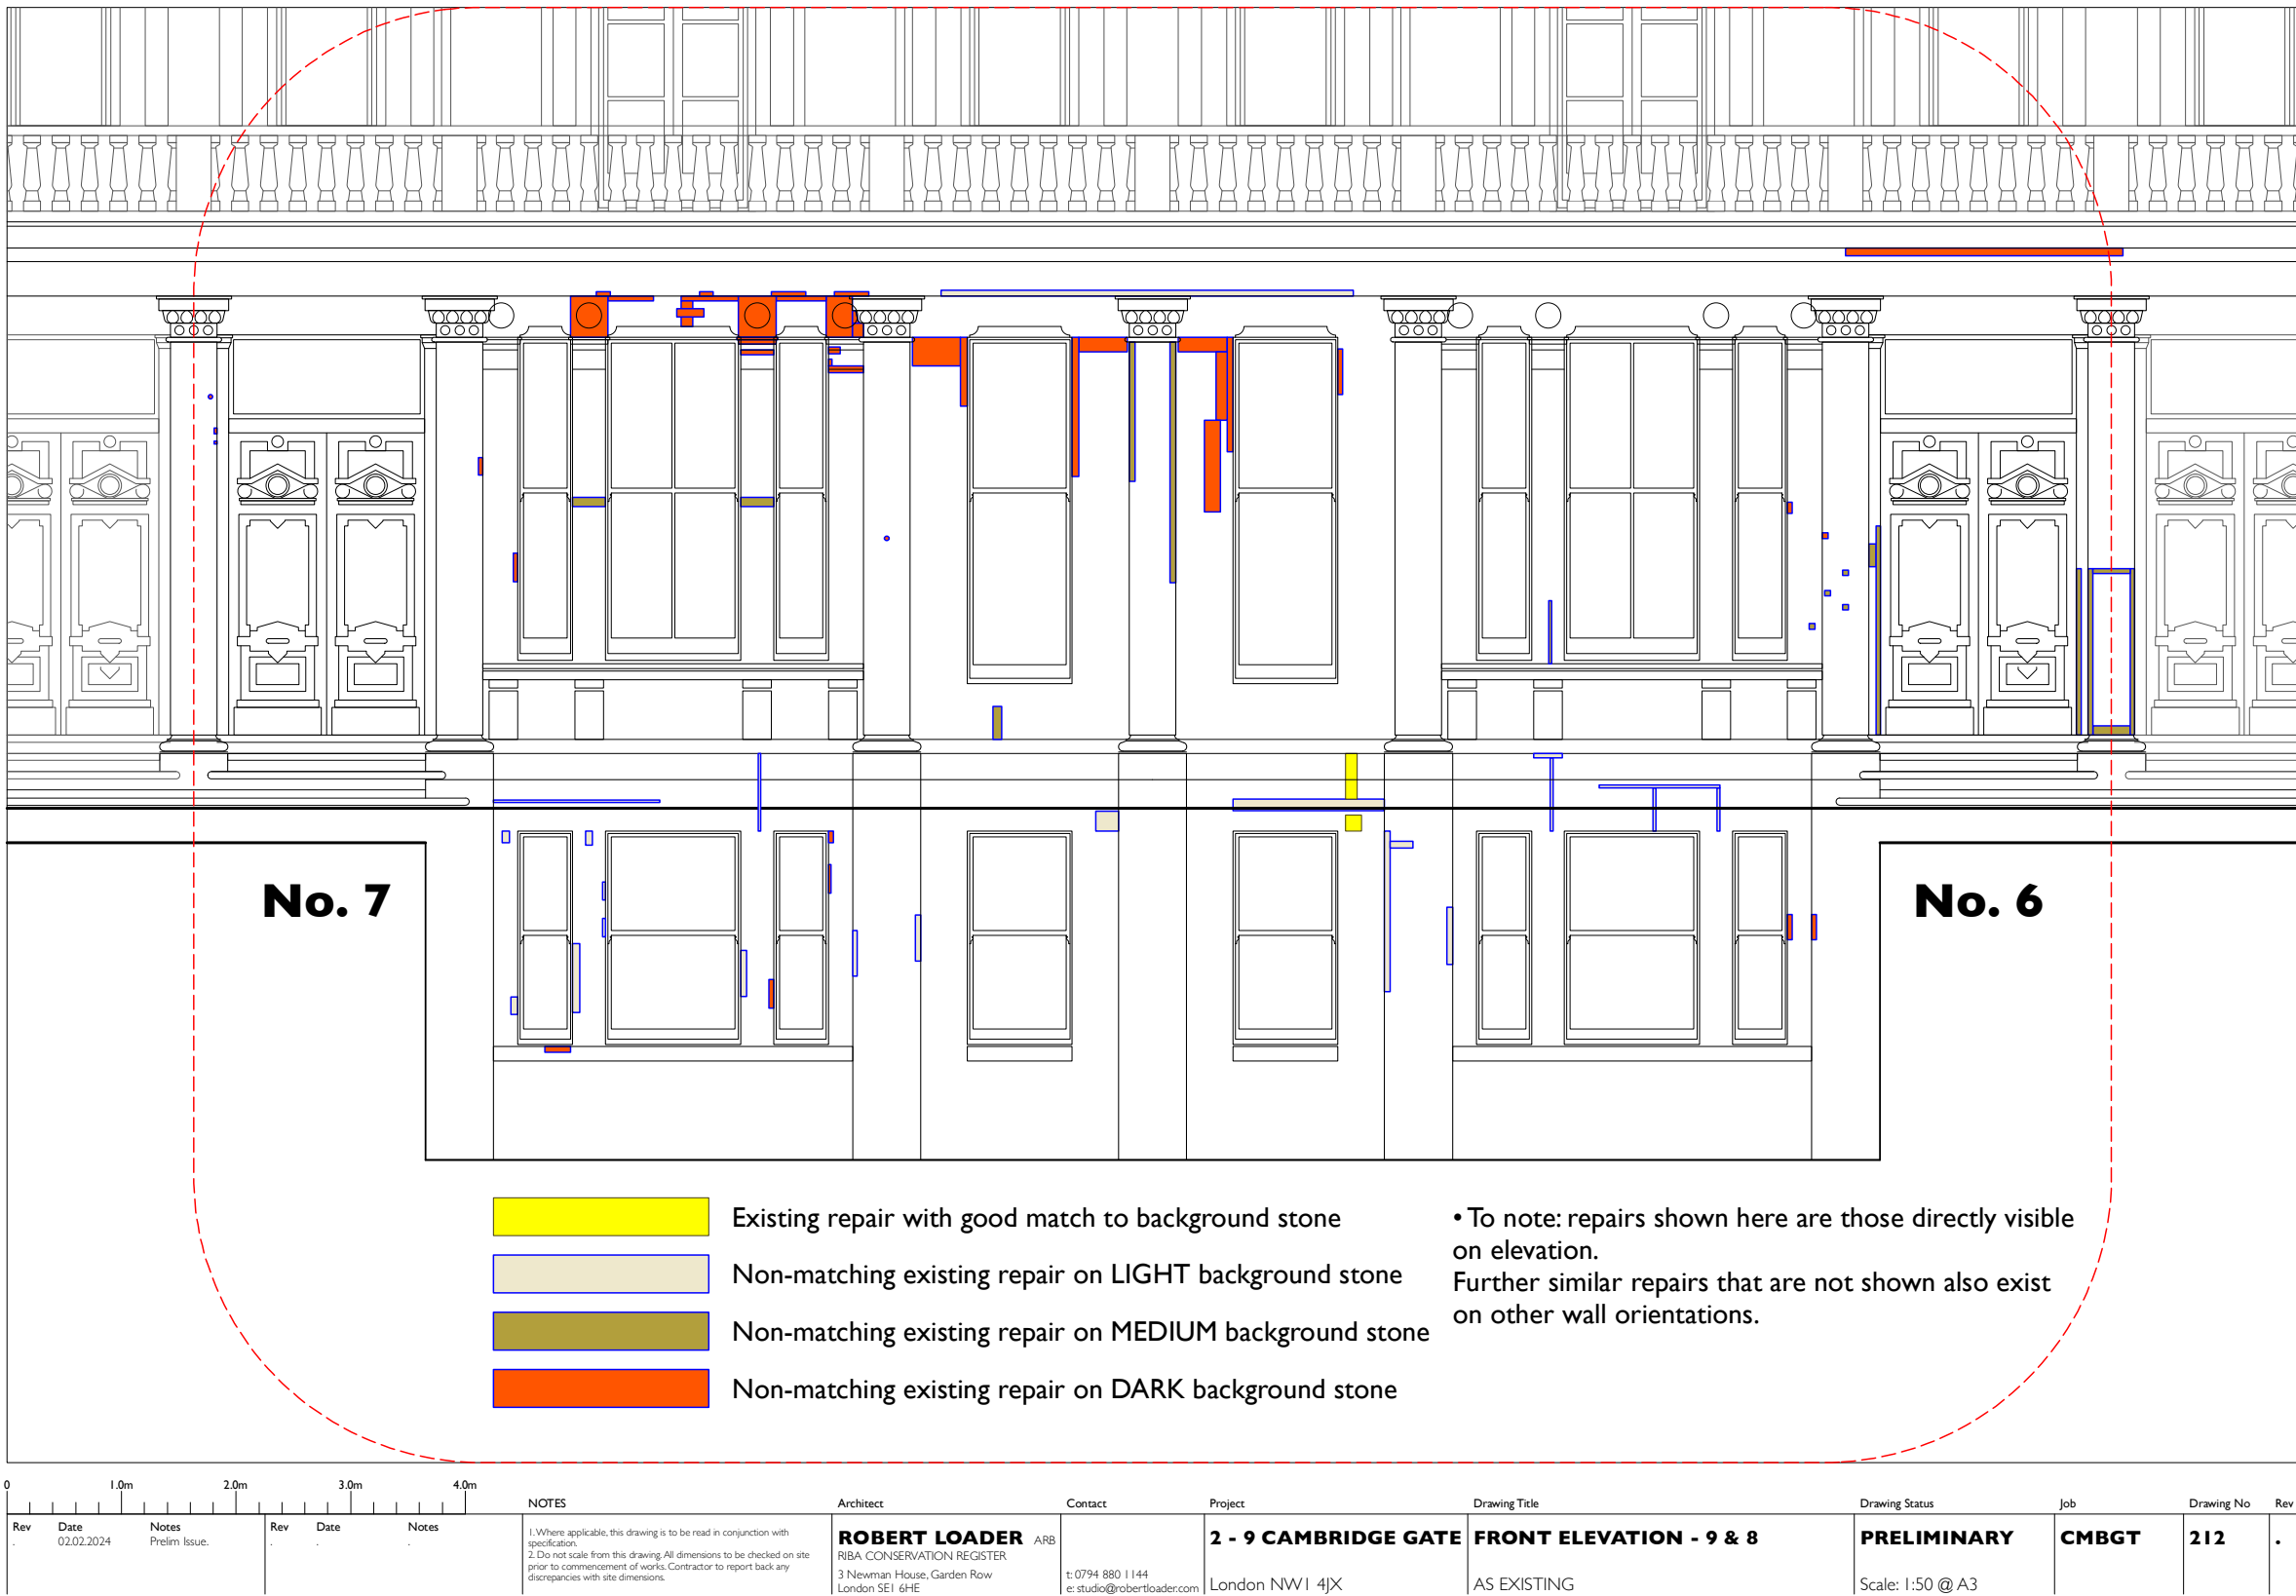 No. 7
No. 6
Existing repair with good match to background stone
Non-matching existing repair on LIGHT background stone
Non-matching existing repair on MEDIUM background stone
Non-matching existing repair on DARK background stone
• To note: repairs shown here are those directly visible
on elevation.
Further similar repairs that are not shown also exist
on other wall orientations.
0 1.0m 2.0m 3.0m 4.0m
Rev Date Notes Rev Date Notes
. 02.02.2024 Prelim Issue. . . .
NOTES
1. Where applicable, this drawing is to be read in conjunction with
specification.
2. Do not scale from this drawing. All dimensions to be checked on site
prior to commencement of works. Contractor to report back any
discrepancies with site dimensions.
Architect
ROBERT LOADER ARB
RIBA CONSERVATION REGISTER
3 Newman House, Garden Row
London SE1 6HE
Contact
t: 0794 880 1144
e: studio@robertloader.com
Project
2 - 9 CAMBRIDGE GATE
London NW1 4JX
Drawing Title
FRONT ELEVATION - 9 & 8
AS EXISTING
Drawing Status
PRELIMINARY
Scale: 1:50 @ A3
Job
CMBGT
Drawing No
212
Rev
.